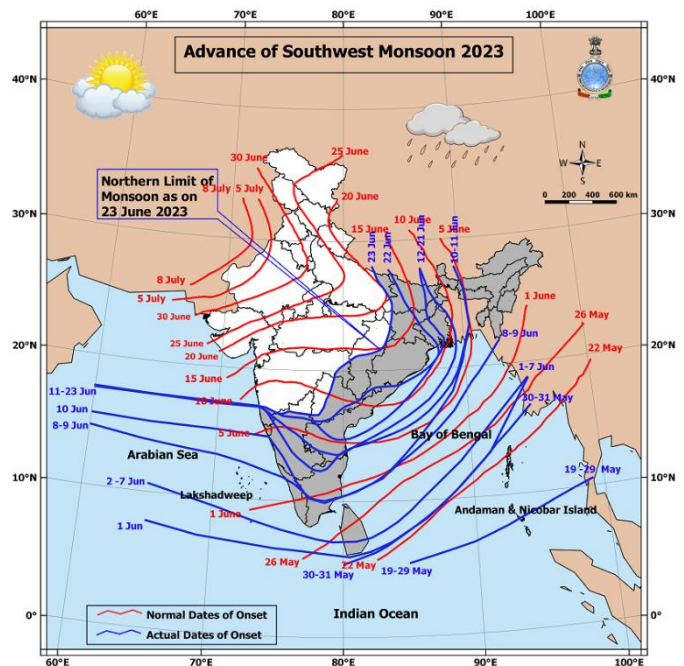 60°E
70°E
80°E
90°E
100°E
Advance of Southwest Monsoon 2023
40°N
40°N
N
W
E
S
0 200 400 600 km
30 June
25 June
Northern Limit of
Monsoon as on
23 June 2023
8 July
5 July
20 June
30°N
30°N
15 June
10 June
5 June
23 Jun
22 Jun
12-21 Jun
10-11 Jun
8 July
5 July
30 June
1 June
26 May
25 June
20 June
8-9 Jun
22 May
20°N
20°N
15 June
1-7 Jun
11-23 Jun
10 June
30-31 May
10 Jun
8-9 Jun
5 June
Bay of Bengal
Arabian Sea
19-29 May
2 -7 Jun
10°N
10°N
Lakshadweep
1 June
Andaman & Nicobar Island
1 Jun
26 May
22 May
30-31 May
19-29 May
0°
0°
Normal Dates of Onset
Actual Dates of Onset
Indian Ocean
60°E
70°E
80°E
90°E
100°E